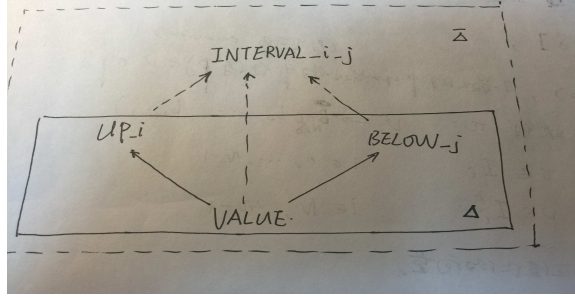 Δ̄
INTERVAL_i_j
UP_i
BELOW_j
VALUE.
Δ